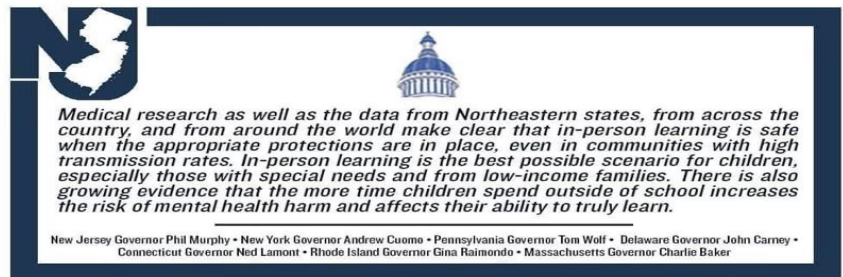 NJ
Medical research as well as the data from Northeastern states, from across the
country, and from around the world make clear that in-person learning is safe
when the appropriate protections are in place, even in communities with high
transmission rates. In-person learning is the best possible scenario for children,
especially those with special needs and from low-income families. There is also
growing evidence that the more time children spend outside of school increases
the risk of mental health harm and affects their ability to truly learn.
New Jersey Governor Phil Murphy • New York Governor Andrew Cuomo • Pennsylvania Governor Tom Wolf • Delaware Governor John Carney •
Connecticut Governor Ned Lamont • Rhode Island Governor Gina Raimondo • Massachusetts Governor Charlie Baker